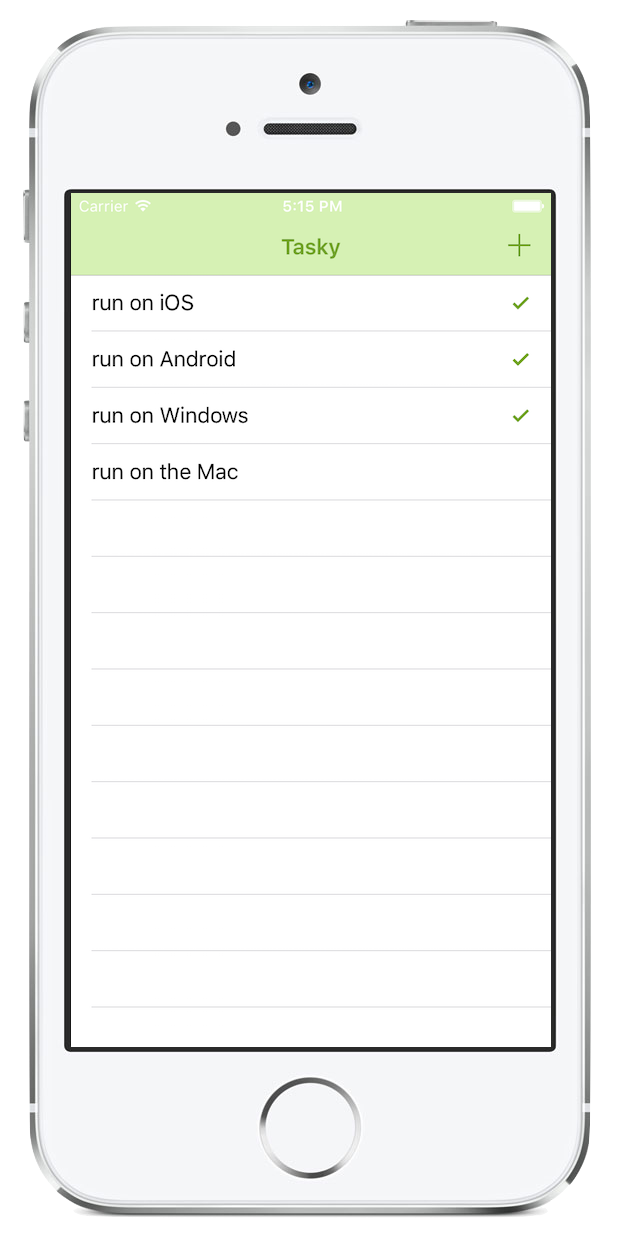 Carrier 5:15 PM
Tasky
run on iOS
run on Android
run on Windows
run on the Mac